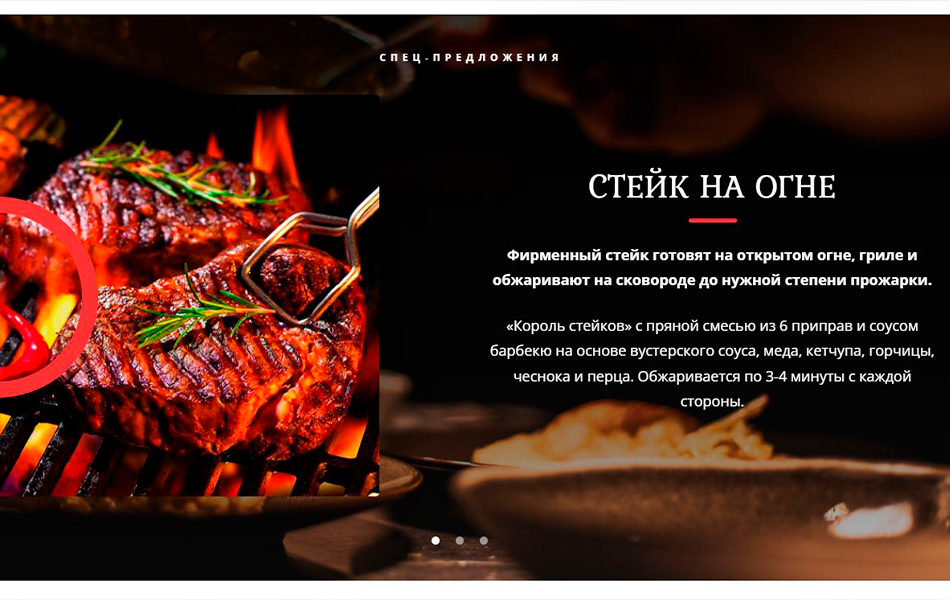 СПЕЦ-ПРЕДЛОЖЕНИЯ
СТЕЙК НА ОГНЕ
Фирменный стейк готовят на открытом огне, гриле и
обжаривают на сковороде до нужной степени прожарки.
«Король стейков» с пряной смесью из 6 приправ и соусом
барбекю на основе вустерского соуса, меда, кетчупа, горчицы,
чеснока и перца. Обжаривается по 3-4 минуты с каждой
стороны.